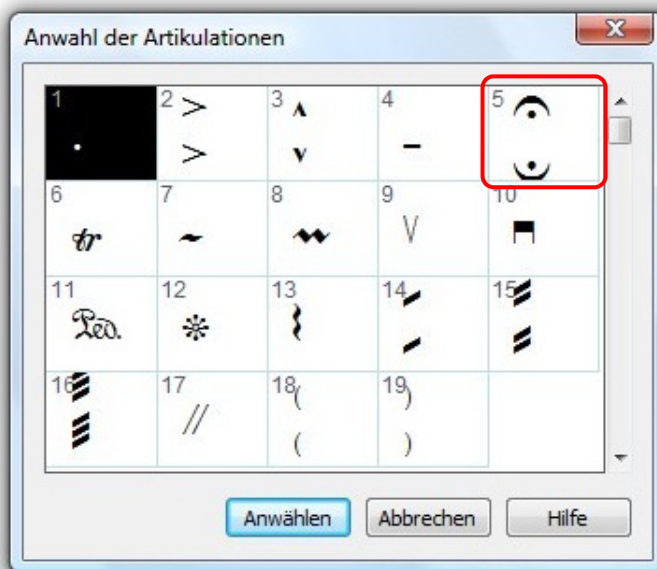 Anwahl der Artikulationen
1 2 > 3 4 5
>
6 7 8 9 10
tr
11 12 13 14 15
Ped.
16 17 18 ( 19 )
// ( )
Anwählen Abbrechen Hilfe